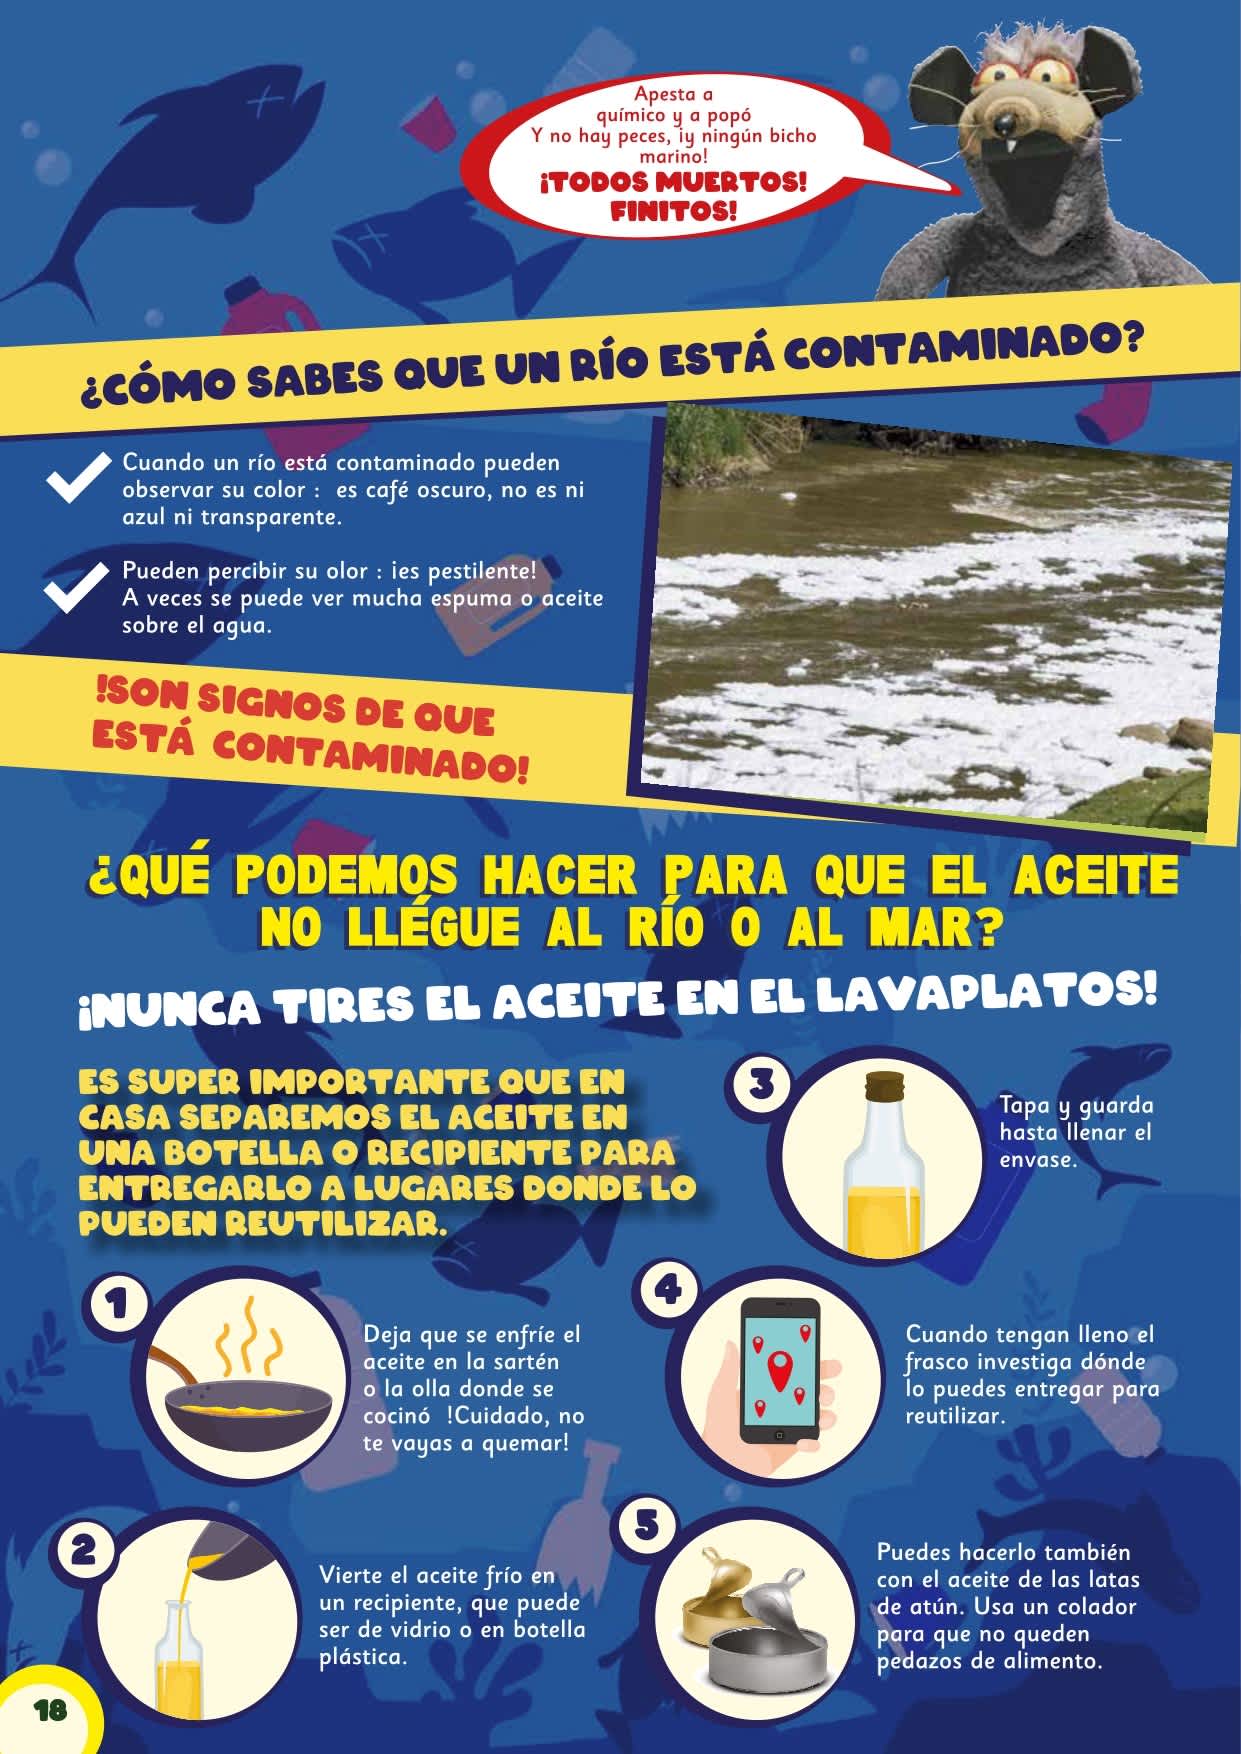 Apesta a
químico y a popó
Y no hay peces, ¡y ningún bicho
marino!
¡TODOS MUERTOS!
FINITOS!
¿CÓMO SABES QUE UN RÍO ESTÁ CONTAMINADO?
Cuando un río está contaminado pueden
observar su color : es café oscuro, no es ni
azul ni transparente.
Pueden percibir su olor : ¡es pestilente!
A veces se puede ver mucha espuma o aceite
sobre el agua.
!SON SIGNOS DE QUE
ESTÁ CONTAMINADO!
¿QUÉ PODEMOS HACER PARA QUE EL ACEITE
NO LLÉGUE AL RÍO O AL MAR?
¡NUNCA TIRES EL ACEITE EN EL LAVAPLATOS!
ES SUPER IMPORTANTE QUE EN
CASA SEPAREMOS EL ACEITE EN
UNA BOTELLA O RECIPIENTE PARA
ENTREGARLO A LUGARES DONDE LO
PUEDEN REUTILIZAR.
1
Deja que se enfríe el
aceite en la sartén
o la olla donde se
cocinó !Cuidado, no
te vayas a quemar!
2
Vierte el aceite frío en
un recipiente, que puede
ser de vidrio o en botella
plástica.
3
Tapa y guarda
hasta llenar el
envase.
4
Cuando tengan lleno el
frasco investiga dónde
lo puedes entregar para
reutilizar.
5
Puedes hacerlo también
con el aceite de las latas
de atún. Usa un colador
para que no queden
pedazos de alimento.
18